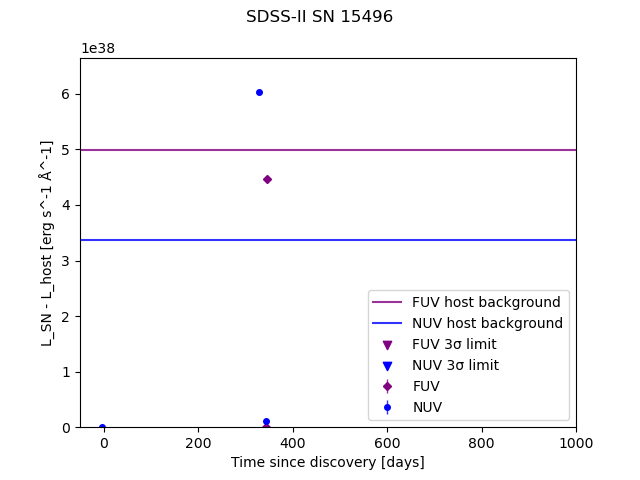 SDSS-II SN 15496
1e38
L_SN - L_host [erg s^-1 Å^-1]
6
5
4
3
2
1
0
FUV host background
NUV host background
FUV 3σ limit
NUV 3σ limit
FUV
NUV
0 200 400 600 800 1000
Time since discovery [days]